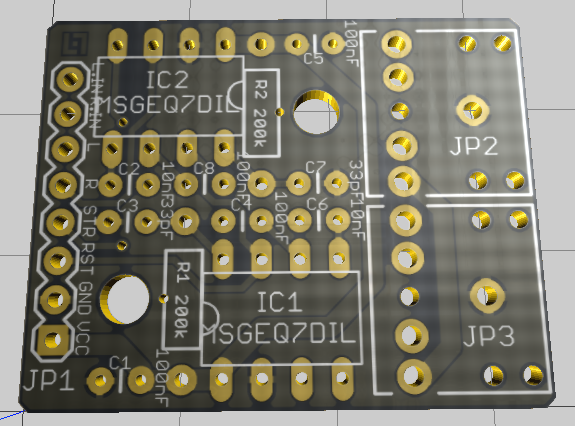 100nF
C5
IC2
MSGEQ7DIL
R2 200k
JP2
L
R
STR
RST
GND
VCC
C2
10nF
C8
100nF
C7
33pF
C3
33pF
C4
100nF
C6
10nF
R1 200k
IC1
MSGEQ7DIL
JP3
JP1
C1
100nF